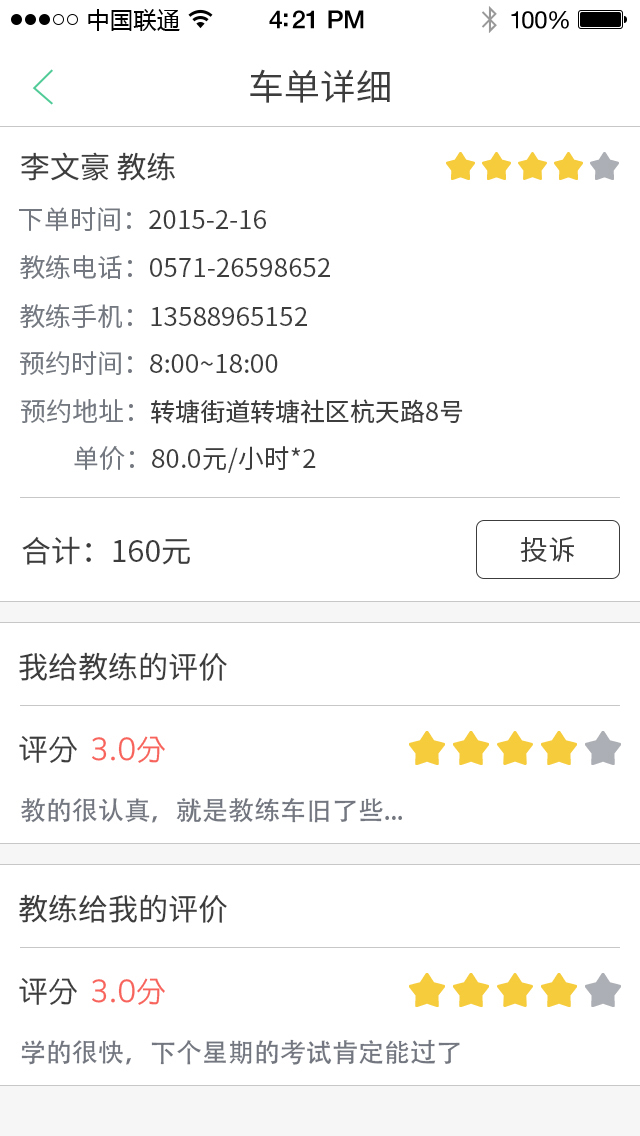 中国联通 4:21 PM 100%
车单详细
李文豪 教练
下单时间：2015-2-16
教练电话：0571-26598652
教练手机：13588965152
预约时间：8:00~18:00
预约地址：转塘街道转塘社区杭天路8号
单价：80.0元/小时*2
合计：160元 投诉
我给教练的评价
评分 3.0分
教的很认真，就是教练车旧了些...
教练给我的评价
评分 3.0分
学的很快，下个星期的考试肯定能过了